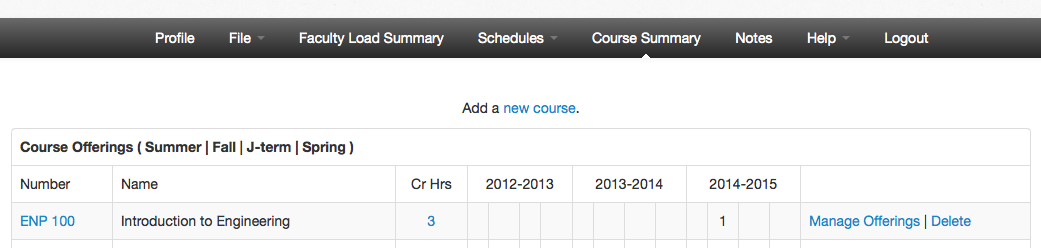 Profile File Faculty Load Summary Schedules Course Summary Notes Help Logout
Add a new course.
Course Offerings ( Summer | Fall | J-term | Spring )
Number Name Cr Hrs 2012-2013 2013-2014 2014-2015
ENP 100 Introduction to Engineering 3 1 Manage Offerings | Delete